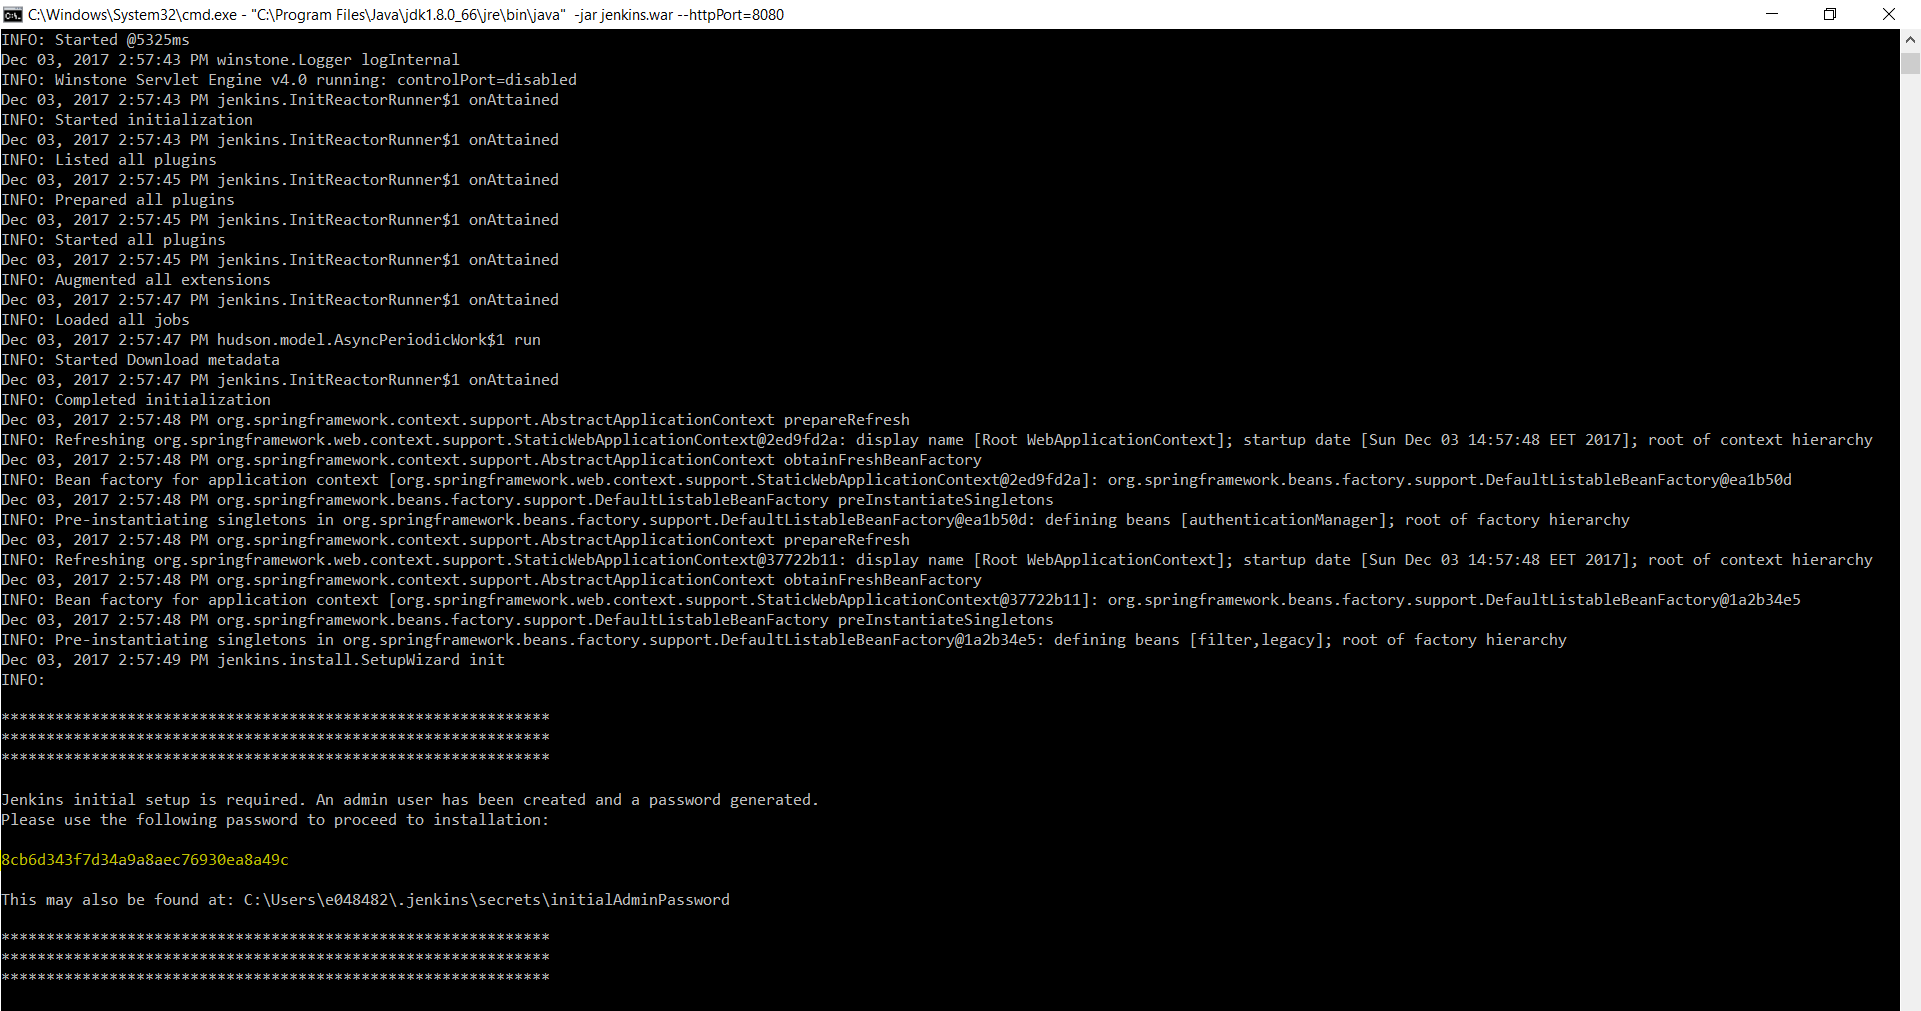 C:\Windows\System32\cmd.exe - "C:\Program Files\Java\jdk1.8.0_66\jre\bin\java"  -jar jenkins.war --httpPort=8080
INFO: Started @5325ms
Dec 03, 2017 2:57:43 PM winstone.Logger logInternal
INFO: Winstone Servlet Engine v4.0 running: controlPort=disabled
Dec 03, 2017 2:57:43 PM jenkins.InitReactorRunner$1 onAttained
INFO: Started initialization
Dec 03, 2017 2:57:43 PM jenkins.InitReactorRunner$1 onAttained
INFO: Listed all plugins
Dec 03, 2017 2:57:45 PM jenkins.InitReactorRunner$1 onAttained
INFO: Prepared all plugins
Dec 03, 2017 2:57:45 PM jenkins.InitReactorRunner$1 onAttained
INFO: Started all plugins
Dec 03, 2017 2:57:45 PM jenkins.InitReactorRunner$1 onAttained
INFO: Augmented all extensions
Dec 03, 2017 2:57:47 PM jenkins.InitReactorRunner$1 onAttained
INFO: Loaded all jobs
Dec 03, 2017 2:57:47 PM hudson.model.AsyncPeriodicWork$1 run
INFO: Started Download metadata
Dec 03, 2017 2:57:47 PM jenkins.InitReactorRunner$1 onAttained
INFO: Completed initialization
Dec 03, 2017 2:57:48 PM org.springframework.context.support.AbstractApplicationContext prepareRefresh
INFO: Refreshing org.springframework.web.context.support.StaticWebApplicationContext@2ed9fd2a: display name [Root WebApplicationContext]; startup date [Sun Dec 03 14:57:48 EET 2017]; root of context hierarchy
Dec 03, 2017 2:57:48 PM org.springframework.context.support.AbstractApplicationContext obtainFreshBeanFactory
INFO: Bean factory for application context [org.springframework.web.context.support.StaticWebApplicationContext@2ed9fd2a]: org.springframework.beans.factory.support.DefaultListableBeanFactory@ea1b50d
Dec 03, 2017 2:57:48 PM org.springframework.beans.factory.support.DefaultListableBeanFactory preInstantiateSingletons
INFO: Pre-instantiating singletons in org.springframework.beans.factory.support.DefaultListableBeanFactory@ea1b50d: defining beans [authenticationManager]; root of factory hierarchy
Dec 03, 2017 2:57:48 PM org.springframework.context.support.AbstractApplicationContext prepareRefresh
INFO: Refreshing org.springframework.web.context.support.StaticWebApplicationContext@37722b11: display name [Root WebApplicationContext]; startup date [Sun Dec 03 14:57:48 EET 2017]; root of context hierarchy
Dec 03, 2017 2:57:48 PM org.springframework.context.support.AbstractApplicationContext obtainFreshBeanFactory
INFO: Bean factory for application context [org.springframework.web.context.support.StaticWebApplicationContext@37722b11]: org.springframework.beans.factory.support.DefaultListableBeanFactory@1a2b34e5
Dec 03, 2017 2:57:48 PM org.springframework.beans.factory.support.DefaultListableBeanFactory preInstantiateSingletons
INFO: Pre-instantiating singletons in org.springframework.beans.factory.support.DefaultListableBeanFactory@1a2b34e5: defining beans [filter,legacy]; root of factory hierarchy
Dec 03, 2017 2:57:49 PM jenkins.install.SetupWizard init
INFO:

*************************************************************
*************************************************************
*************************************************************

Jenkins initial setup is required. An admin user has been created and a password generated.
Please use the following password to proceed to installation:

8cb6d343f7d34a9a8aec76930ea8a49c

This may also be found at: C:\Users\e048482\.jenkins\secrets\initialAdminPassword

*************************************************************
*************************************************************
*************************************************************